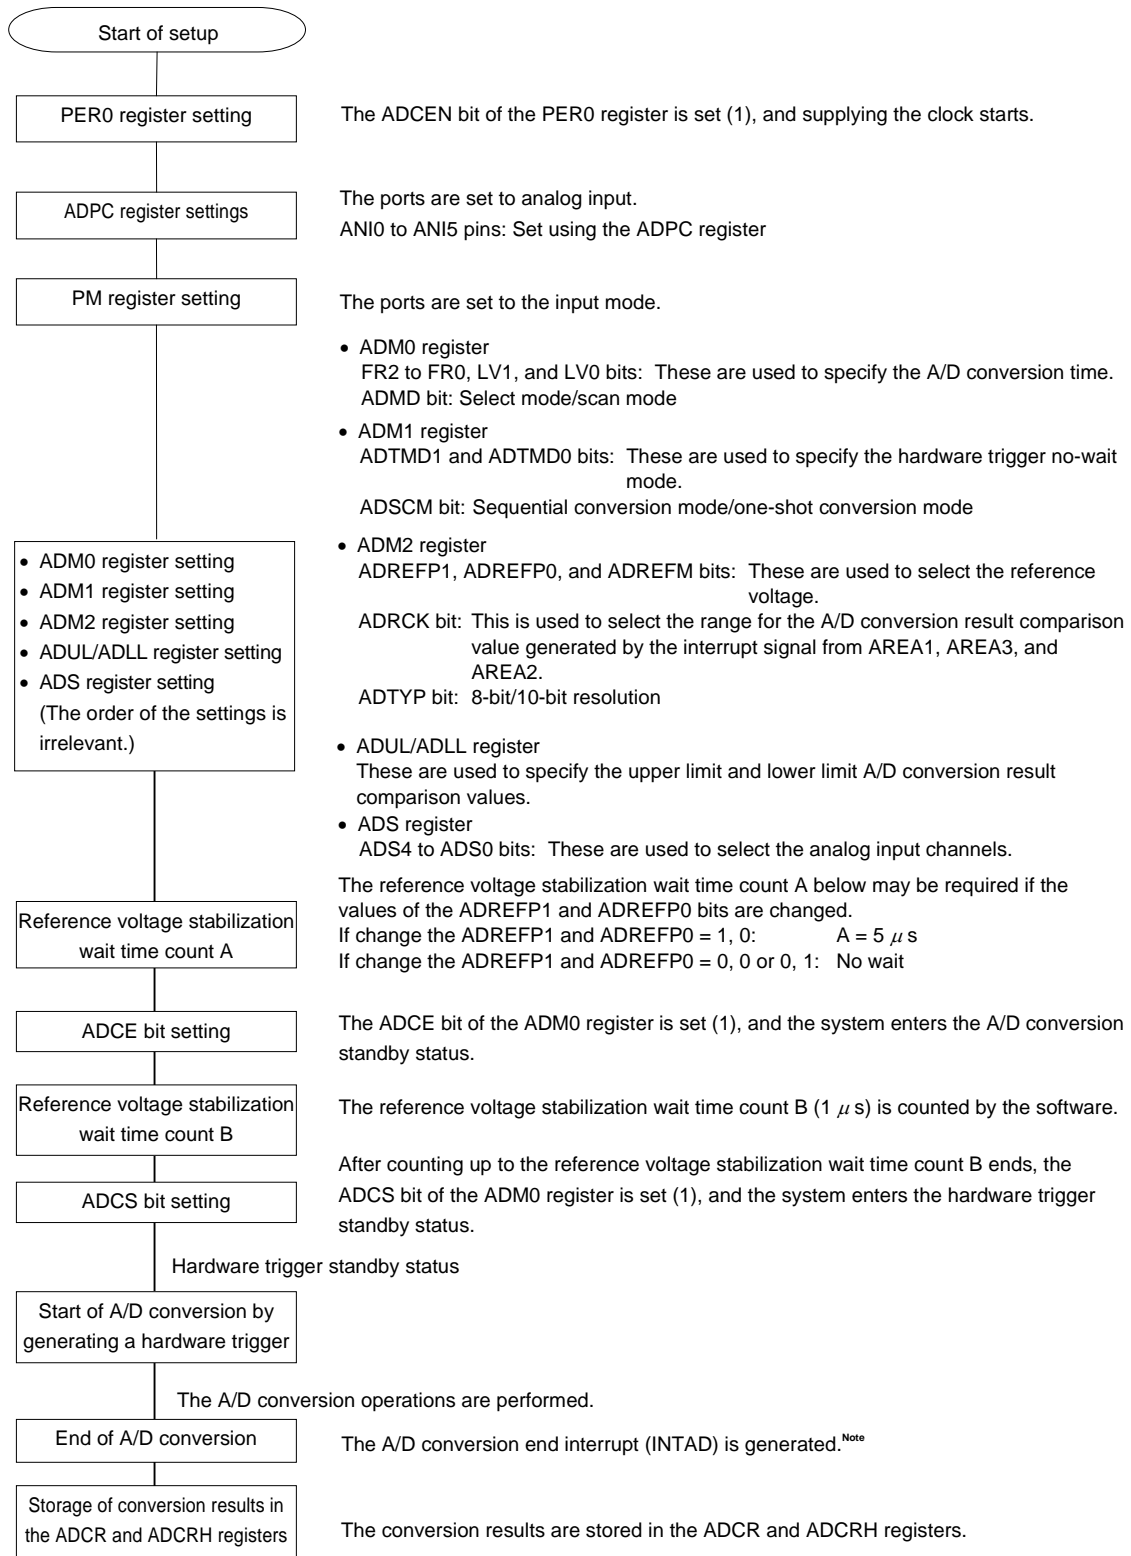 Start of setup
PER0 register setting
The ADCEN bit of the PER0 register is set (1), and supplying the clock starts.
ADPC register settings
The ports are set to analog input.
ANI0 to ANI5 pins: Set using the ADPC register
PM register setting
The ports are set to the input mode.
• ADM0 register
FR2 to FR0, LV1, and LV0 bits: These are used to specify the A/D conversion time.
ADMD bit: Select mode/scan mode
• ADM1 register
ADTMD1 and ADTMD0 bits: These are used to specify the hardware trigger no-wait
mode.
ADSCM bit: Sequential conversion mode/one-shot conversion mode
• ADM0 register setting
• ADM1 register setting
• ADM2 register setting
• ADUL/ADLL register setting
• ADS register setting
(The order of the settings is
irrelevant.)
• ADM2 register
ADREFP1, ADREFP0, and ADREFM bits: These are used to select the reference
voltage.
ADRCK bit: This is used to select the range for the A/D conversion result comparison
value generated by the interrupt signal from AREA1, AREA3, and
AREA2.
ADTYP bit: 8-bit/10-bit resolution
• ADUL/ADLL register
These are used to specify the upper limit and lower limit A/D conversion result
comparison values.
• ADS register
ADS4 to ADS0 bits: These are used to select the analog input channels.
Reference voltage stabilization
wait time count A
The reference voltage stabilization wait time count A below may be required if the
values of the ADREFP1 and ADREFP0 bits are changed.
If change the ADREFP1 and ADREFP0 = 1, 0: A = 5 μ s
If change the ADREFP1 and ADREFP0 = 0, 0 or 0, 1: No wait
ADCE bit setting
The ADCE bit of the ADM0 register is set (1), and the system enters the A/D conversion
standby status.
Reference voltage stabilization
wait time count B
The reference voltage stabilization wait time count B (1 μ s) is counted by the software.
ADCS bit setting
After counting up to the reference voltage stabilization wait time count B ends, the
ADCS bit of the ADM0 register is set (1), and the system enters the hardware trigger
standby status.
Hardware trigger standby status
Start of A/D conversion by
generating a hardware trigger
The A/D conversion operations are performed.
End of A/D conversion
The A/D conversion end interrupt (INTAD) is generated.Note
Storage of conversion results in
the ADCR and ADCRH registers
The conversion results are stored in the ADCR and ADCRH registers.